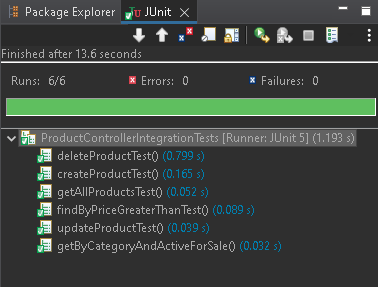 Package Explorer JUnit
Finished after 13.6 seconds
Runs: 6/6 Errors: 0 Failures: 0
ProductControllerIntegrationTests [Runner: JUnit 5] (1.193 s)
deleteProductTest() (0.799 s)
createProductTest() (0.165 s)
getAllProductsTest() (0.052 s)
findByPriceGreaterThanTest() (0.089 s)
updateProductTest() (0.039 s)
getByCategoryAndActiveForSale() (0.032 s)